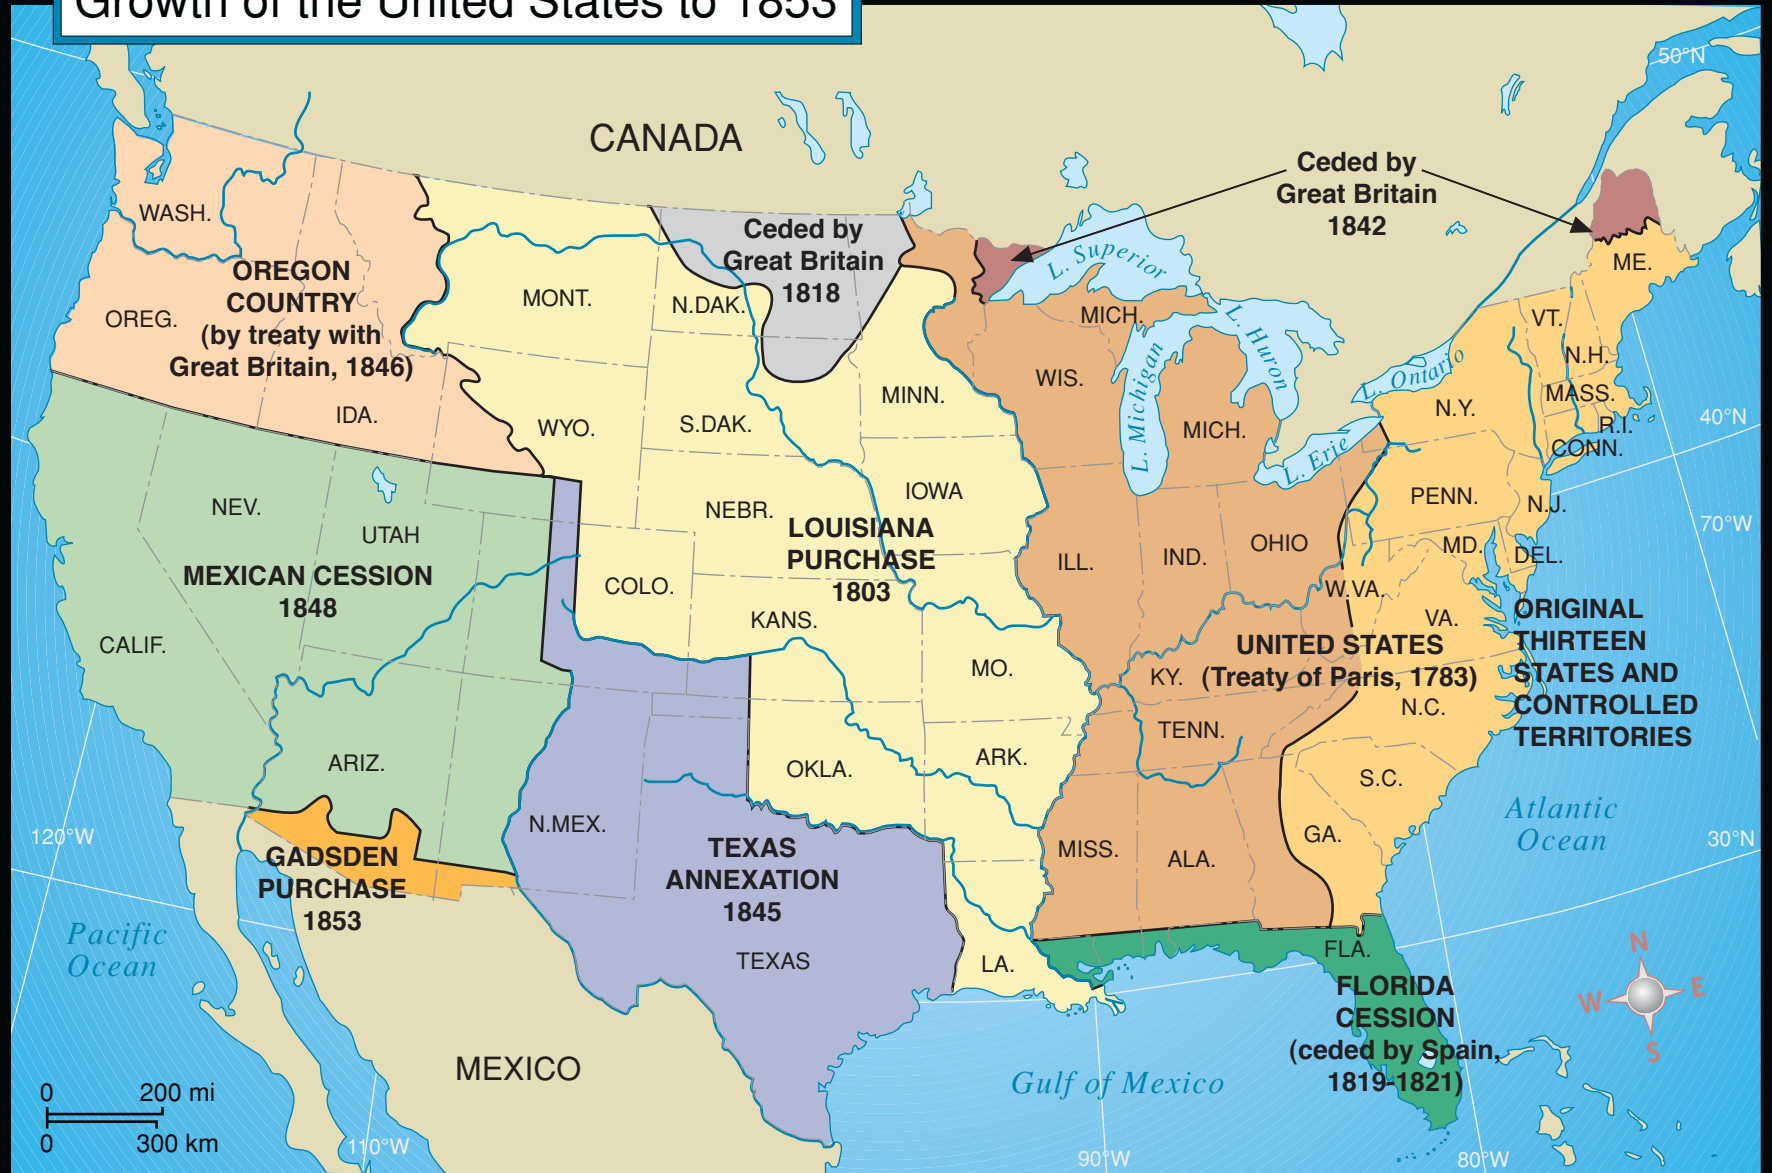 Growth of the United States to 1853
CANADA
50°N
Ceded by
Great Britain
1842
WASH.
Ceded by
Great Britain
1818
L. Superior
ME.
OREGON
COUNTRY
(by treaty with
Great Britain, 1846)
OREG.
MONT.
N.DAK.
MICH.
VT.
L. Huron
N.H.
IDA.
WYO.
S.DAK.
MINN.
WIS.
L. Michigan
MICH.
L. Ontario
N.Y.
MASS.
R.I.
CONN.
40°N
L. Erie
NEV.
UTAH
NEBR.
IOWA
PENN.
N.J.
70°W
LOUISIANA
PURCHASE
1803
MEXICAN CESSION
1848
COLO.
KANS.
ILL.
IND.
OHIO
MD.
DEL.
W.VA.
VA.
CALIF.
MO.
KY.
UNITED STATES
(Treaty of Paris, 1783)
ORIGINAL
THIRTEEN
STATES AND
CONTROLLED
TERRITORIES
N.C.
ARIZ.
OKLA.
ARK.
TENN.
S.C.
120°W
N.MEX.
MISS.
ALA.
GA.
Atlantic
Ocean
30°N
GADSDEN
PURCHASE
1853
TEXAS
ANNEXATION
1845
TEXAS
LA.
FLA.
Pacific
Ocean
FLORIDA
CESSION
(ceded by Spain,
1819-1821)
N
W
E
S
MEXICO
Gulf of Mexico
0 200 mi
0 300 km
110°W
90°W
80°W